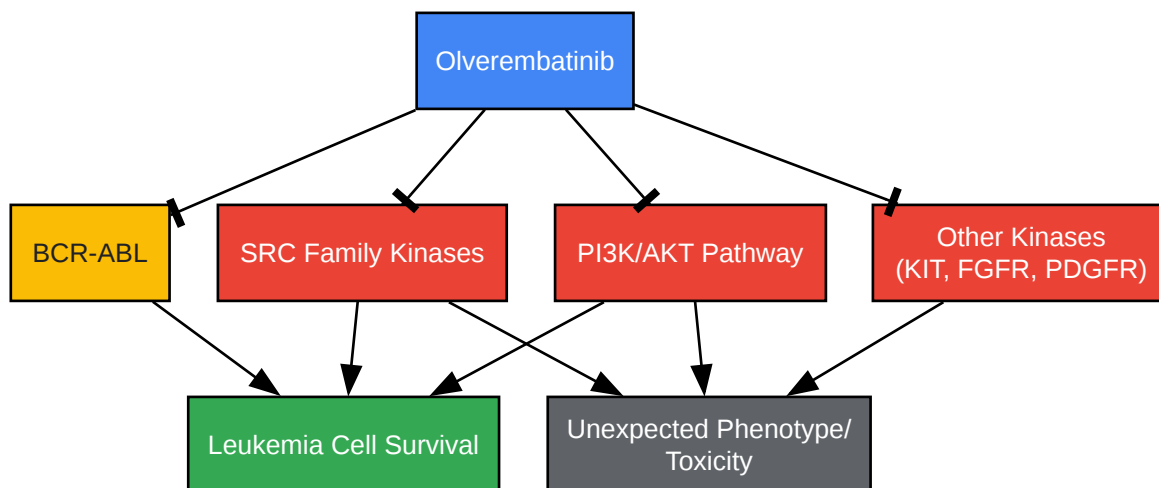 Olverembatinib
BCR-ABL
SRC Family Kinases
PI3K/AKT Pathway
Other Kinases
(KIT, FGFR, PDGFR)
Leukemia Cell Survival
Unexpected Phenotype/
Toxicity